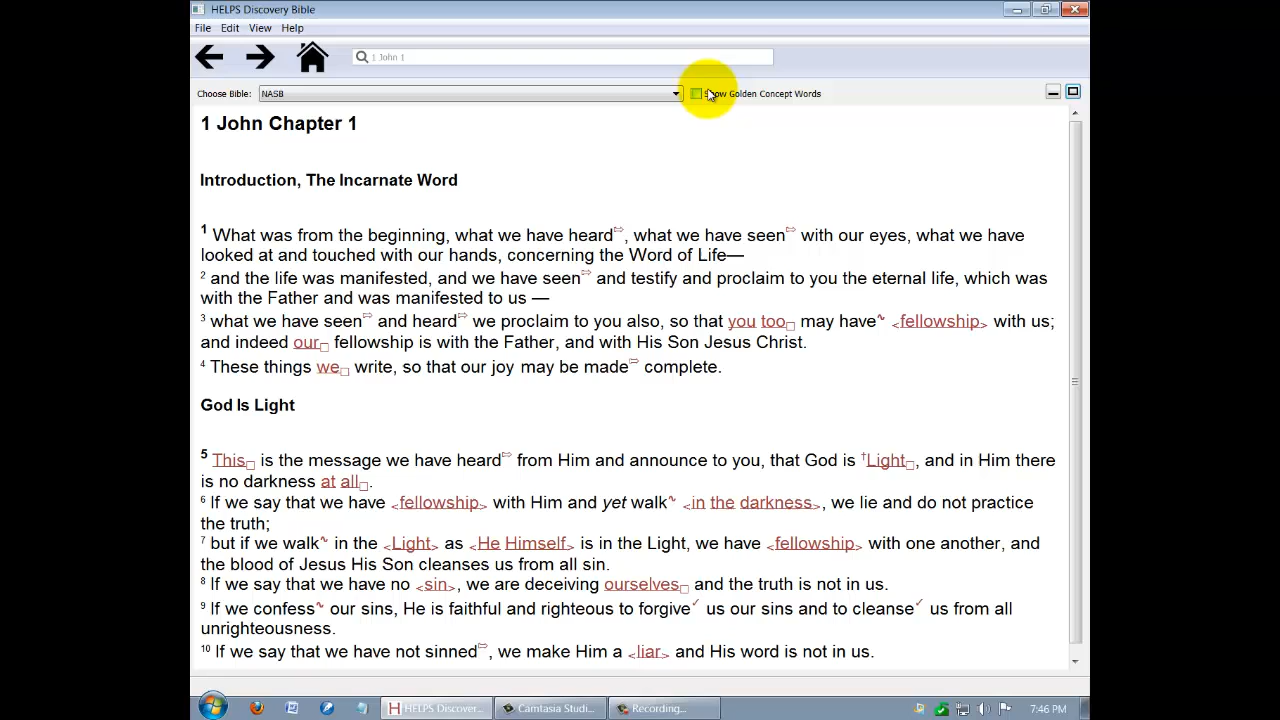 HELPS Discovery Bible
File Edit View Help
1 John 1
Choose Bible: NASB Show Golden Concept Words
1 John Chapter 1
Introduction, The Incarnate Word
1 What was from the beginning, what we have heard⇔, what we have seen⇔ with our eyes, what we have
looked at and touched with our hands, concerning the Word of Life—
2 and the life was manifested, and we have seen⇔ and testify and proclaim to you the eternal life, which was
with the Father and was manifested to us —
3 what we have seen⇔ and heard⇔ we proclaim to you also, so that you too□ may have∿ <fellowship> with us;
and indeed our□ fellowship is with the Father, and with His Son Jesus Christ.
4 These things we□ write, so that our joy may be made⇔ complete.
God Is Light
5 This□ is the message we have heard⇔ from Him and announce to you, that God is †Light□, and in Him there
is no darkness at all□.
6 If we say that we have <fellowship> with Him and yet walk∿ <in the darkness>, we lie and do not practice
the truth;
7 but if we walk∿ in the <Light> as <He Himself> is in the Light, we have <fellowship> with one another, and
the blood of Jesus His Son cleanses us from all sin.
8 If we say that we have no <sin>, we are deceiving ourselves□ and the truth is not in us.
9 If we confess∿ our sins, He is faithful and righteous to forgive✓ us our sins and to cleanse✓ us from all
unrighteousness.
10 If we say that we have not sinned⇔, we make Him a <liar> and His word is not in us.
H HELPS Discover... Camtasia Studi... Recording... 7:46 PM